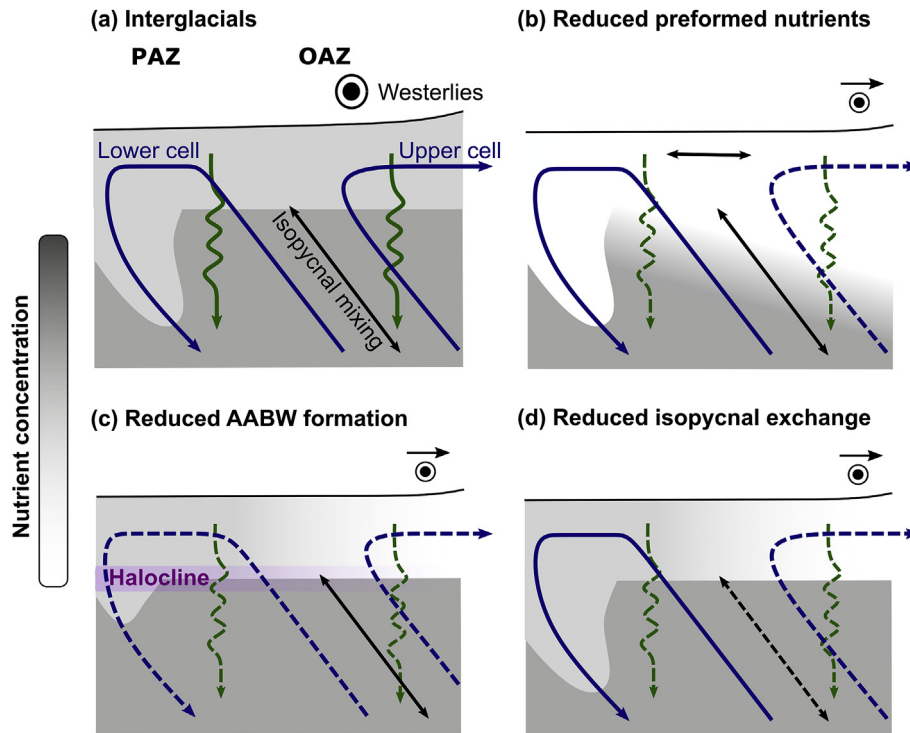 (a) Interglacials
(b) Reduced preformed nutrients
PAZ
OAZ
Westerlies
Lower cell
Upper cell
Isopycnal mixing
Nutrient concentration
(c) Reduced AABW formation
(d) Reduced isopycnal exchange
Halocline